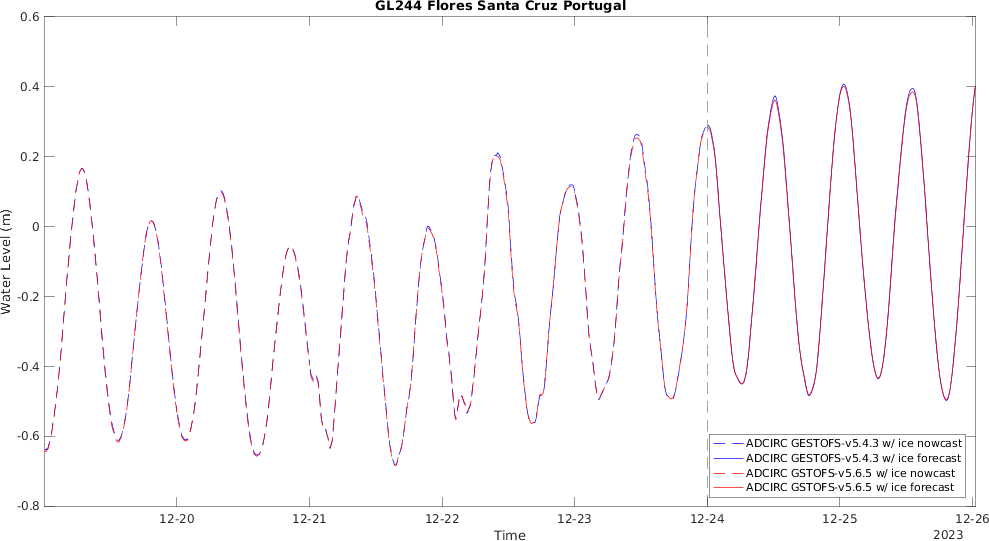 GL244 Flores Santa Cruz Portugal
0.6
0.4
0.2
0
-0.2
-0.4
-0.6
-0.8
Water Level (m)
ADCIRC GESTOFS-v5.4.3 w/ ice nowcast
ADCIRC GESTOFS-v5.4.3 w/ ice forecast
ADCIRC GSTOFS-v5.6.5 w/ ice nowcast
ADCIRC GSTOFS-v5.6.5 w/ ice forecast
12-20
12-21
12-22
12-23
12-24
12-25
12-26
Time
2023